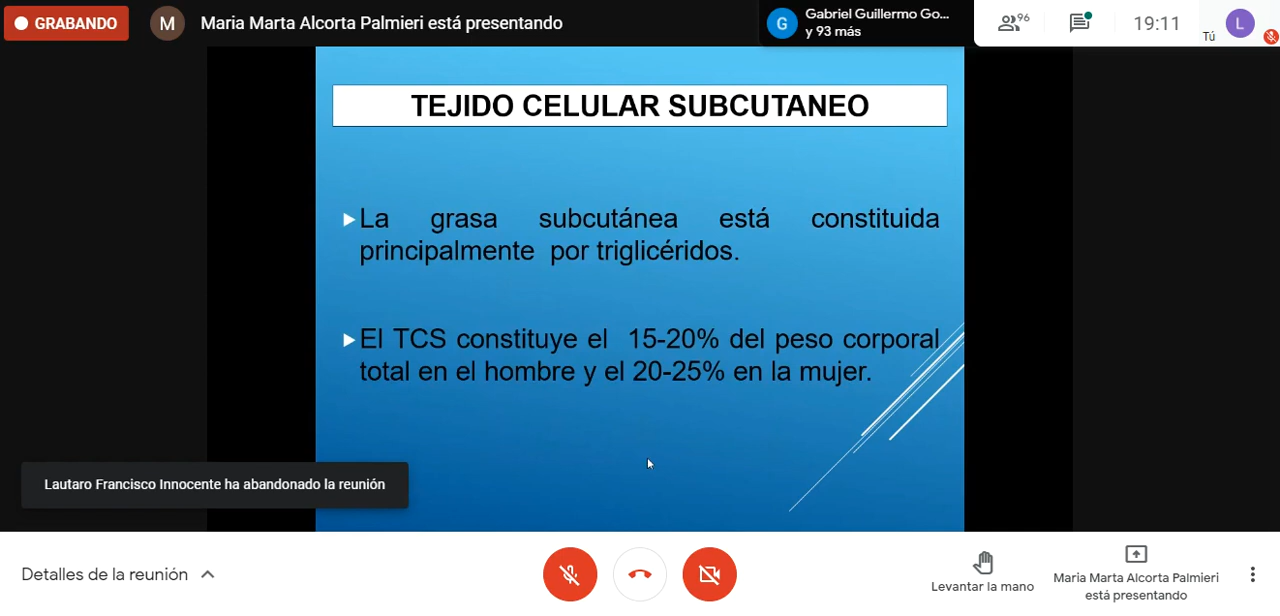 GRABANDO
M
Maria Marta Alcorta Palmieri está presentando
G
Gabriel Guillermo Go...
y 93 más
96
19:11
Tú
L
TEJIDO CELULAR SUBCUTANEO
La grasa subcutánea está constituida
principalmente por triglicéridos.
El TCS constituye el 15-20% del peso corporal
total en el hombre y el 20-25% en la mujer.
Lautaro Francisco Innocente ha abandonado la reunión
Detalles de la reunión
Levantar la mano
Maria Marta Alcorta Palmieri
está presentando